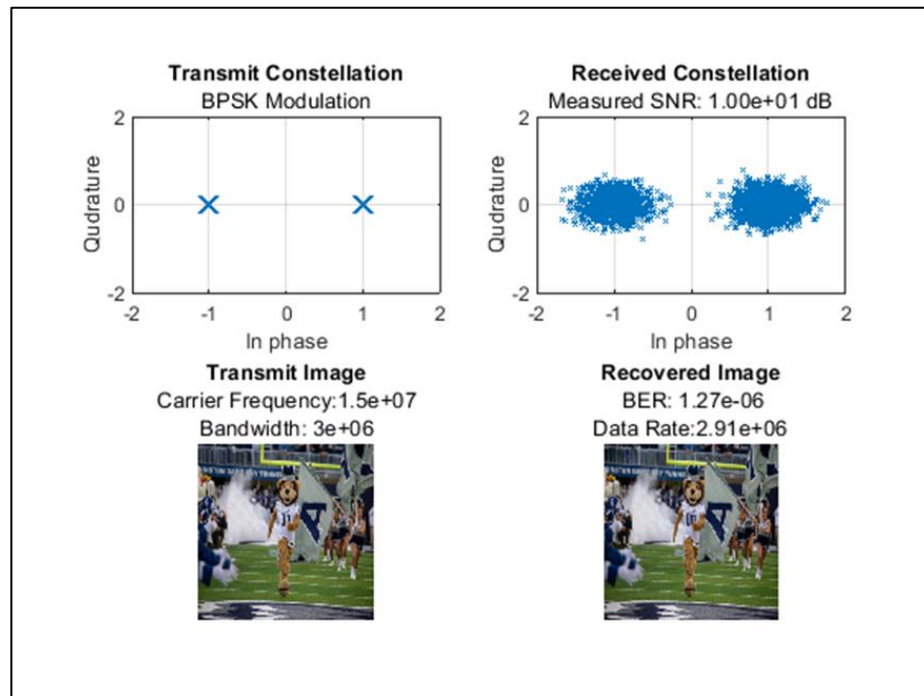 Transmit Constellation
BPSK Modulation
2
0
-2
Qudrature
-2
-1
0
1
2
In phase
Received Constellation
Measured SNR: 1.00e+01 dB
2
0
-2
Qudrature
-2
-1
0
1
2
In phase
Transmit Image
Carrier Frequency:1.5e+07
Bandwidth: 3e+06
Recovered Image
BER: 1.27e-06
Data Rate:2.91e+06